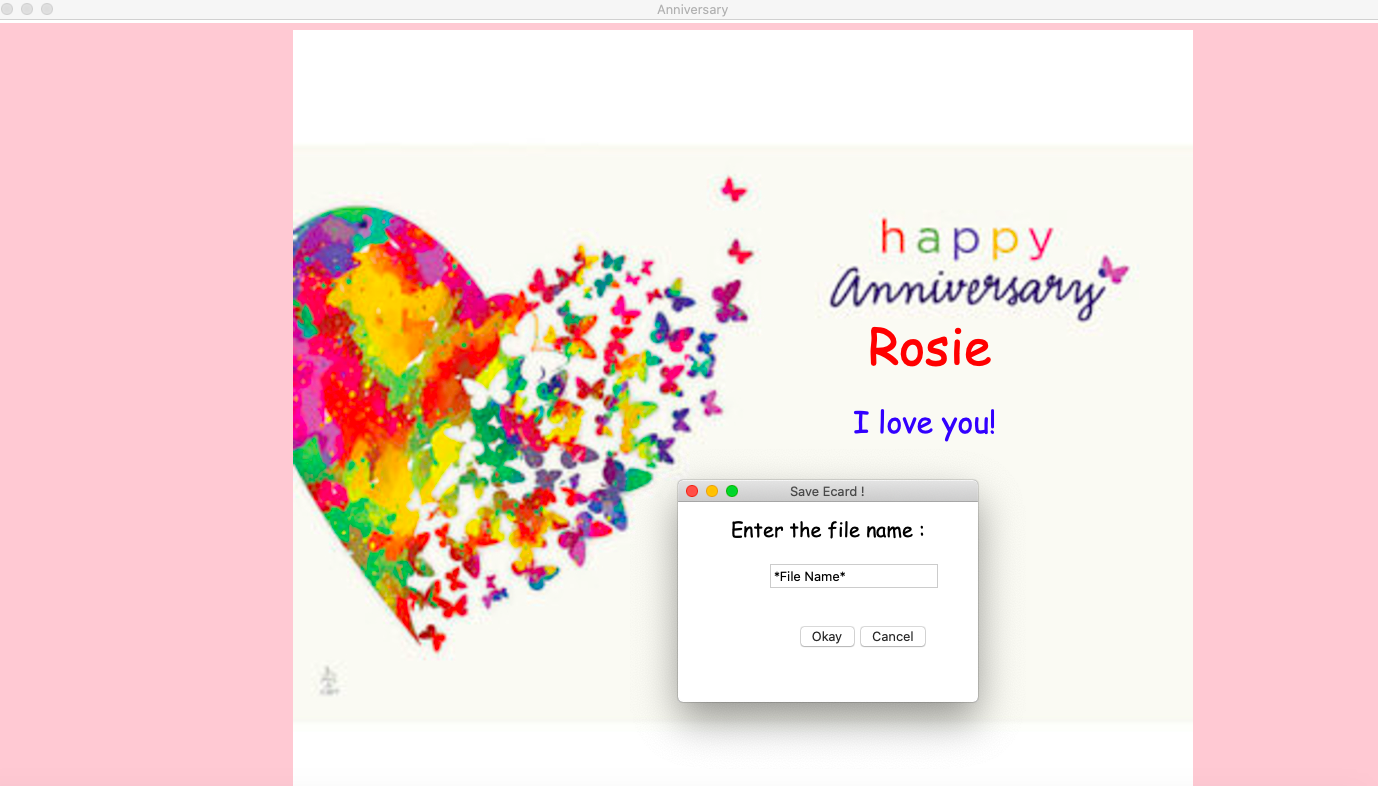 Anniversary
happy
Anniversary
Rosie
I love you!
Save Ecard !
Enter the file name :
*File Name*
Okay Cancel